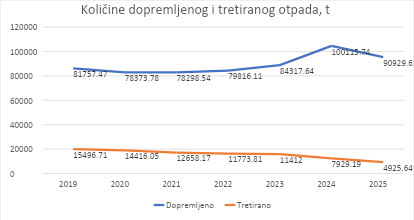 Količine dopremljenog i tretiranog otpada, t
120000
100000
80000
60000
40000
20000
0
81757.47 78373.78 78298.54 79816.11 84317.64 100115.74
15496.71 14416.05 12658.17 11773.81 11412 7929.19 4925.64
2019 2020 2021 2022 2023 2024 2025
Dopremljeno Tretirano